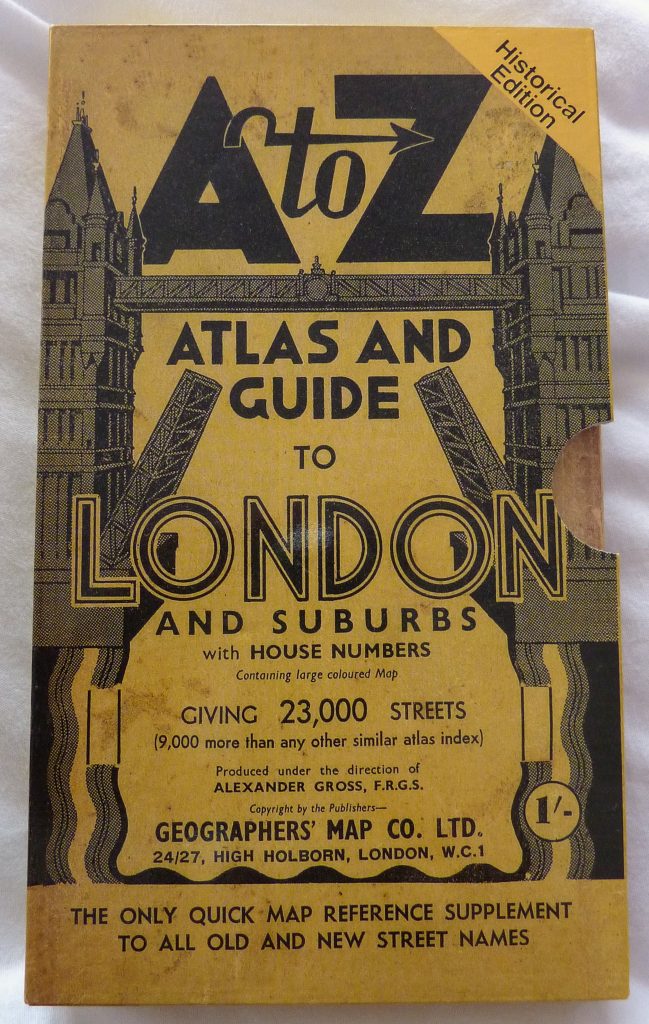 Historical
Edition
A to Z
ATLAS AND
GUIDE
TO
LONDON
AND SUBURBS
with HOUSE NUMBERS
Containing large coloured Map
GIVING 23,000 STREETS
(9,000 more than any other similar atlas index)
Produced under the direction of
ALEXANDER GROSS, F.R.G.S.
Copyright by the Publishers—
GEOGRAPHERS' MAP CO. LTD.
24/27, HIGH HOLBORN, LONDON, W.C.1
1/-
THE ONLY QUICK MAP REFERENCE SUPPLEMENT
TO ALL OLD AND NEW STREET NAMES